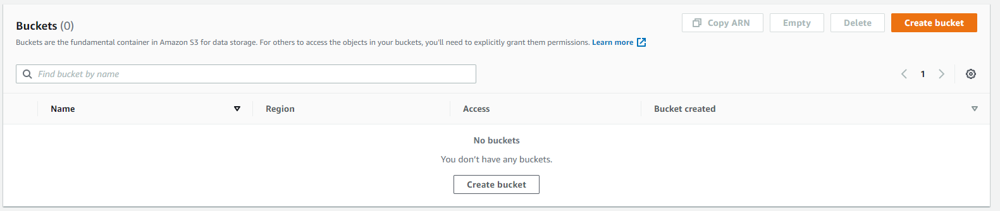 Buckets (0)
Copy ARN
Empty
Delete
Create bucket
Buckets are the fundamental container in Amazon S3 for data storage. For others to access the objects in your buckets, you'll need to explicitly grant them permissions. Learn more
Find bucket by name
1
Name
Region
Access
Bucket created
No buckets
You don't have any buckets.
Create bucket